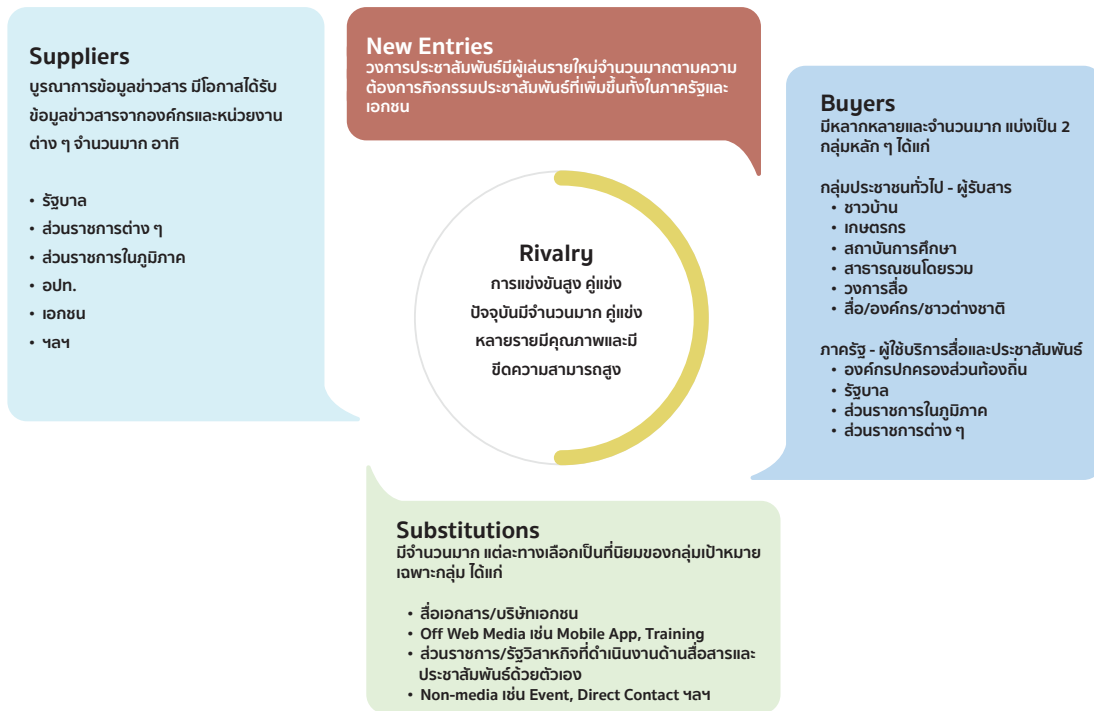 Suppliers
บูรณาการข้อมูลข่าวสาร มีโอกาสได้รับ
ข้อมูลข่าวสารจากองค์กรและหน่วยงาน
ต่าง ๆ จำนวนมาก อาทิ
• รัฐบาล
• ส่วนราชการต่าง ๆ
• ส่วนราชการในภูมิภาค
• อปท.
• เอกชน
• ฯลฯ
New Entries
วงการประชาสัมพันธ์มีผู้เล่นรายใหม่จำนวนมากตามความ
ต้องการกิจกรรมประชาสัมพันธ์ที่เพิ่มขึ้นทั้งในภาครัฐและ
เอกชน
Rivalry
การแข่งขันสูง คู่แข่ง
ปัจจุบันมีจำนวนมาก คู่แข่ง
หลายรายมีคุณภาพและมี
ขีดความสามารถสูง
Buyers
มีหลากหลายและจำนวนมาก แบ่งเป็น 2
กลุ่มหลัก ๆ ได้แก่
กลุ่มประชาชนทั่วไป - ผู้รับสาร
• ชาวบ้าน
• เกษตรกร
• สถาบันการศึกษา
• สาธารณชนโดยรวม
• วงการสื่อ
• สื่อ/องค์กร/ชาวต่างชาติ
ภาครัฐ - ผู้ใช้บริการสื่อและประชาสัมพันธ์
• องค์กรปกครองส่วนท้องถิ่น
• รัฐบาล
• ส่วนราชการในภูมิภาค
• ส่วนราชการต่าง ๆ
Substitutions
มีจำนวนมาก แต่ละทางเลือกเป็นที่นิยมของกลุ่มเป้าหมาย
เฉพาะกลุ่ม ได้แก่
• สื่อเอกสาร/บริษัทเอกชน
• Off Web Media เช่น Mobile App, Training
• ส่วนราชการ/รัฐวิสาหกิจที่ดำเนินงานด้านสื่อสารและ
ประชาสัมพันธ์ด้วยตัวเอง
• Non-media เช่น Event, Direct Contact ฯลฯ